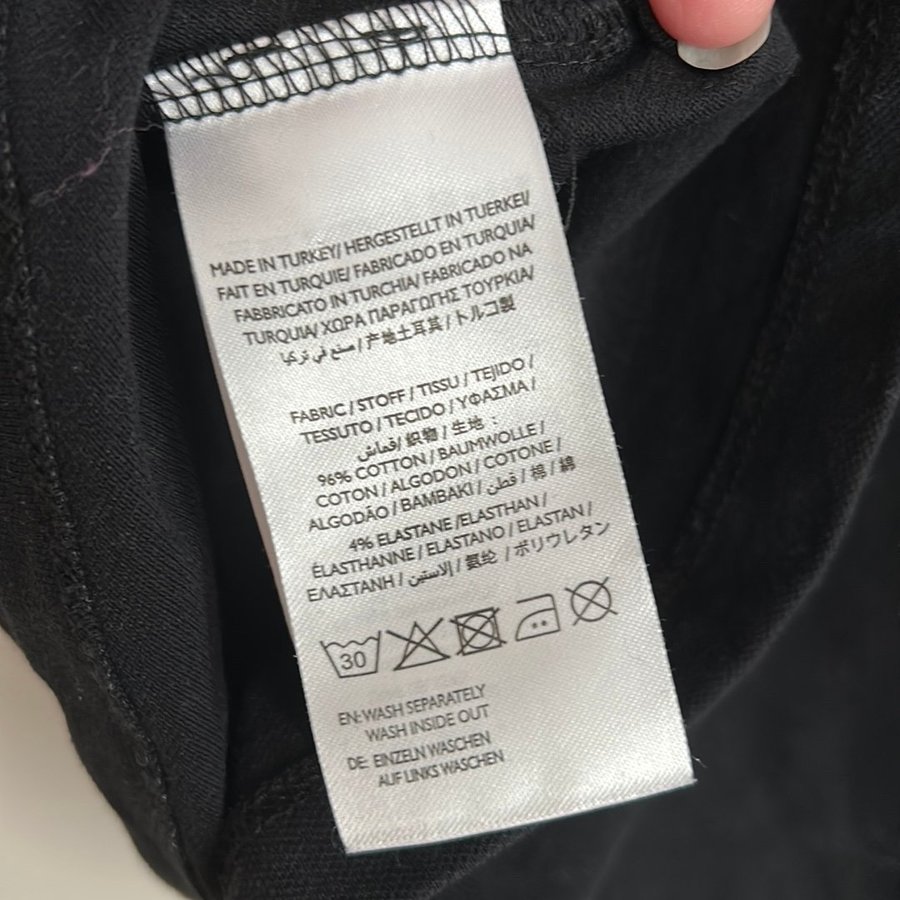 MADE IN TURKEY/ HERGESTELLT IN TUERKEI/
FAIT EN TURQUIE/ FABRICADO EN TURQUIA/
FABBRICATO IN TURCHIA/ FABRICADO NA
TURQUIA/ ΧΩΡΑ ΠΑΡΑΓΩΓΗΣ ΤΟΥΡΚΙΑ/
صنع في تركيا / 产地土耳其 / トルコ製
FABRIC / STOFF / TISSU / TEJIDO /
TESSUTO / TECIDO / ΥΦΑΣΜΑ /
قماش / 织物 / 生地 :
96% COTTON / BAUMWOLLE /
COTON / ALGODON / COTONE /
ALGODÃO / BAMBAKI / قطن / 棉 / 綿
4% ELASTANE /ELASTHAN /
ÉLASTHANNE / ELASTANO / ELASTAN /
ΕΛΑΣΤΑΝΗ / إلاستين / 氨纶 / ポリウレタン
30
EN: WASH SEPARATELY
WASH INSIDE OUT
DE: EINZELN WASCHEN
AUF LINKS WASCHEN